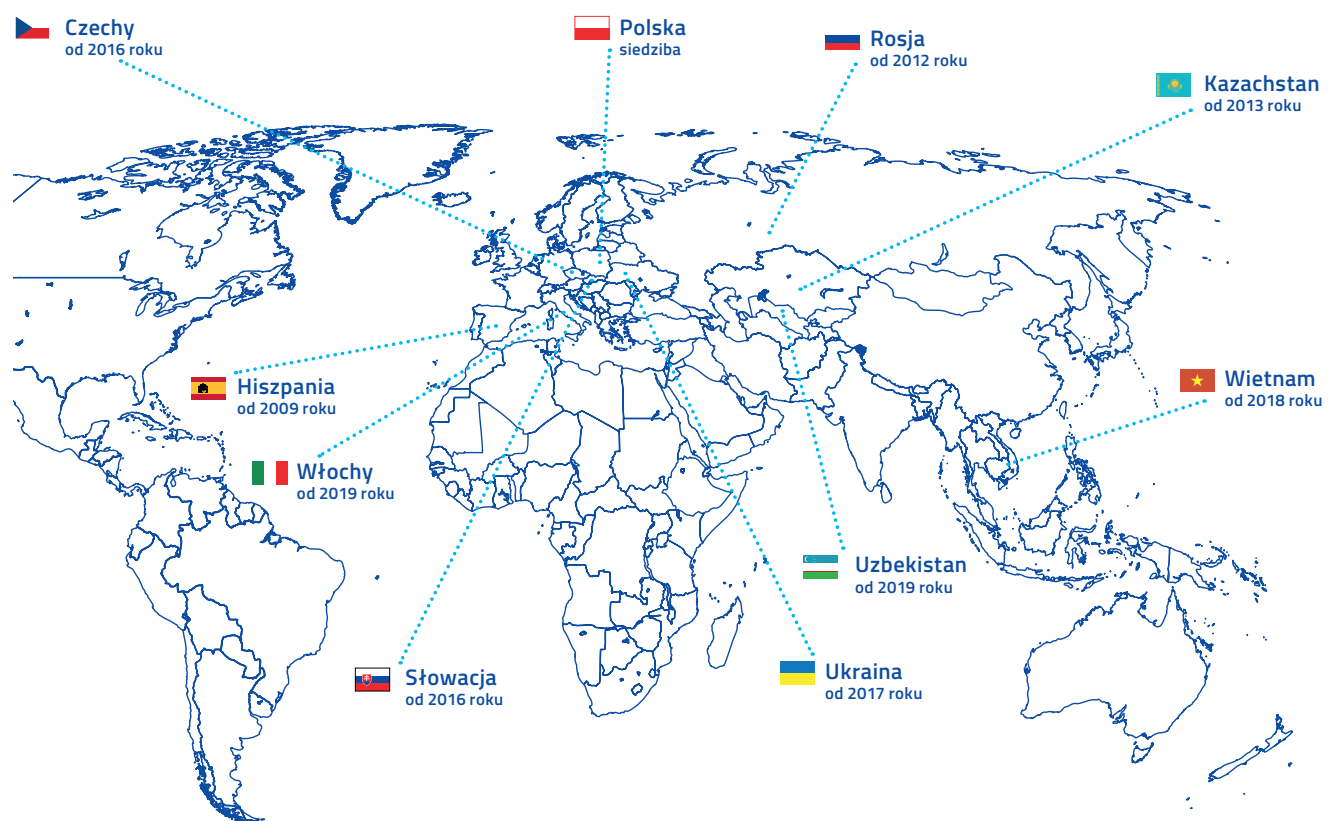 Czechy
od 2016 roku
Polska
siedziba
Rosja
od 2012 roku
Kazachstan
od 2013 roku
Hiszpania
od 2009 roku
Wietnam
od 2018 roku
Włochy
od 2019 roku
Uzbekistan
od 2019 roku
Słowacja
od 2016 roku
Ukraina
od 2017 roku